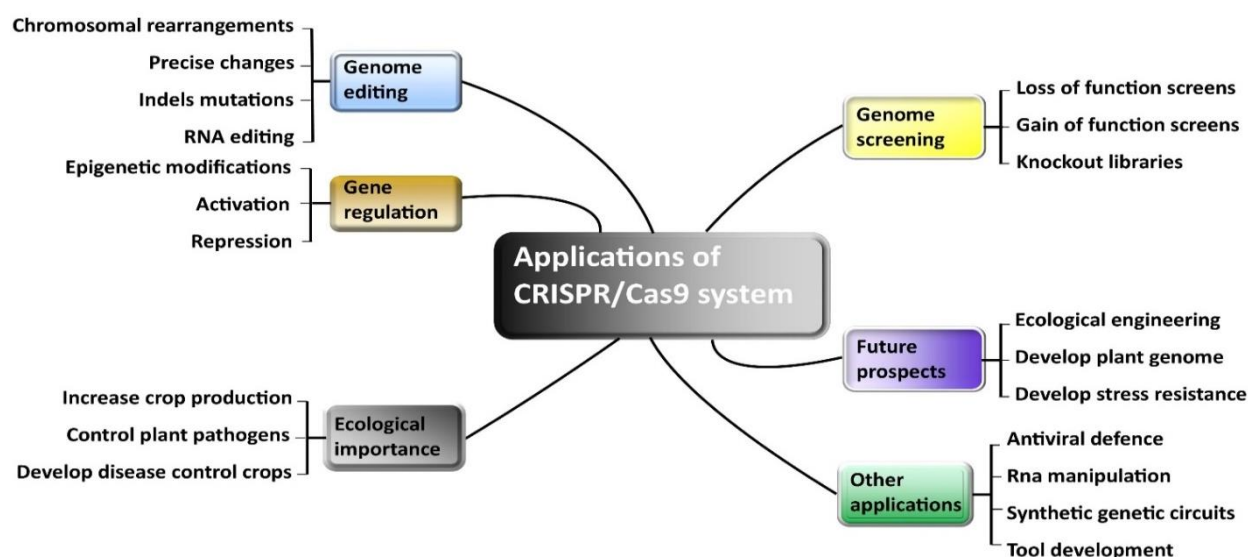 Chromosomal rearrangements
Precise changes
Indels mutations
RNA editing
Genome
editing
Epigenetic modifications
Activation
Repression
Gene
regulation
Applications of
CRISPR/Cas9 system
Increase crop production
Control plant pathogens
Develop disease control crops
Ecological
importance
Genome
screening
Loss of function screens
Gain of function screens
Knockout libraries
Future
prospects
Ecological engineering
Develop plant genome
Develop stress resistance
Other
applications
Antiviral defence
Rna manipulation
Synthetic genetic circuits
Tool development